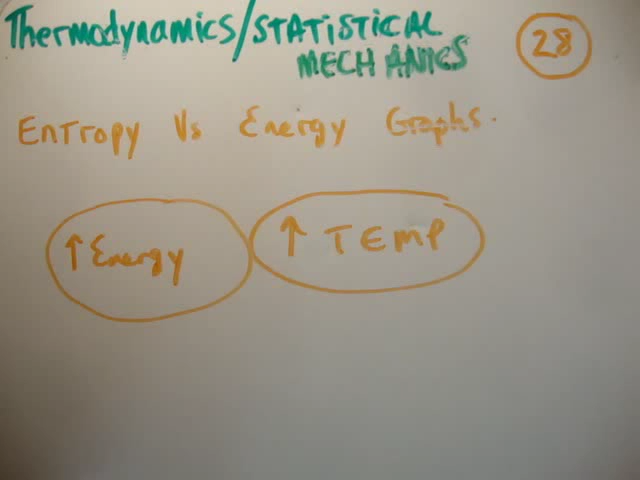 Thermodynamics/STATISTICAL
MECHANICS
28
Entropy Vs Energy Graphs.
↑ Energy
↑ TEMP